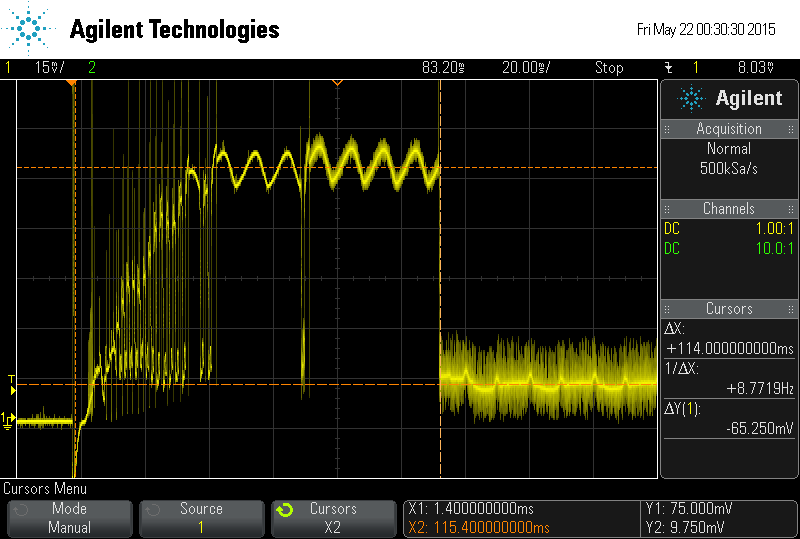 Agilent Technologies
Fri May 22 00:30:30 2015
1 15mV/ 2 83.20ms 20.00ms/ Stop 1 8.03mV
Agilent
Acquisition
Normal
500kSa/s
Channels
DC 1.00:1
DC 10.0:1
Cursors
ΔX:
+114.000000000ms
1/ΔX:
+8.7719Hz
ΔY(1):
-65.250mV
T
1
Cursors Menu
Mode
Manual
Source
1
Cursors
X2
X1: 1.400000000ms
X2: 115.400000000ms
Y1: 75.000mV
Y2: 9.750mV